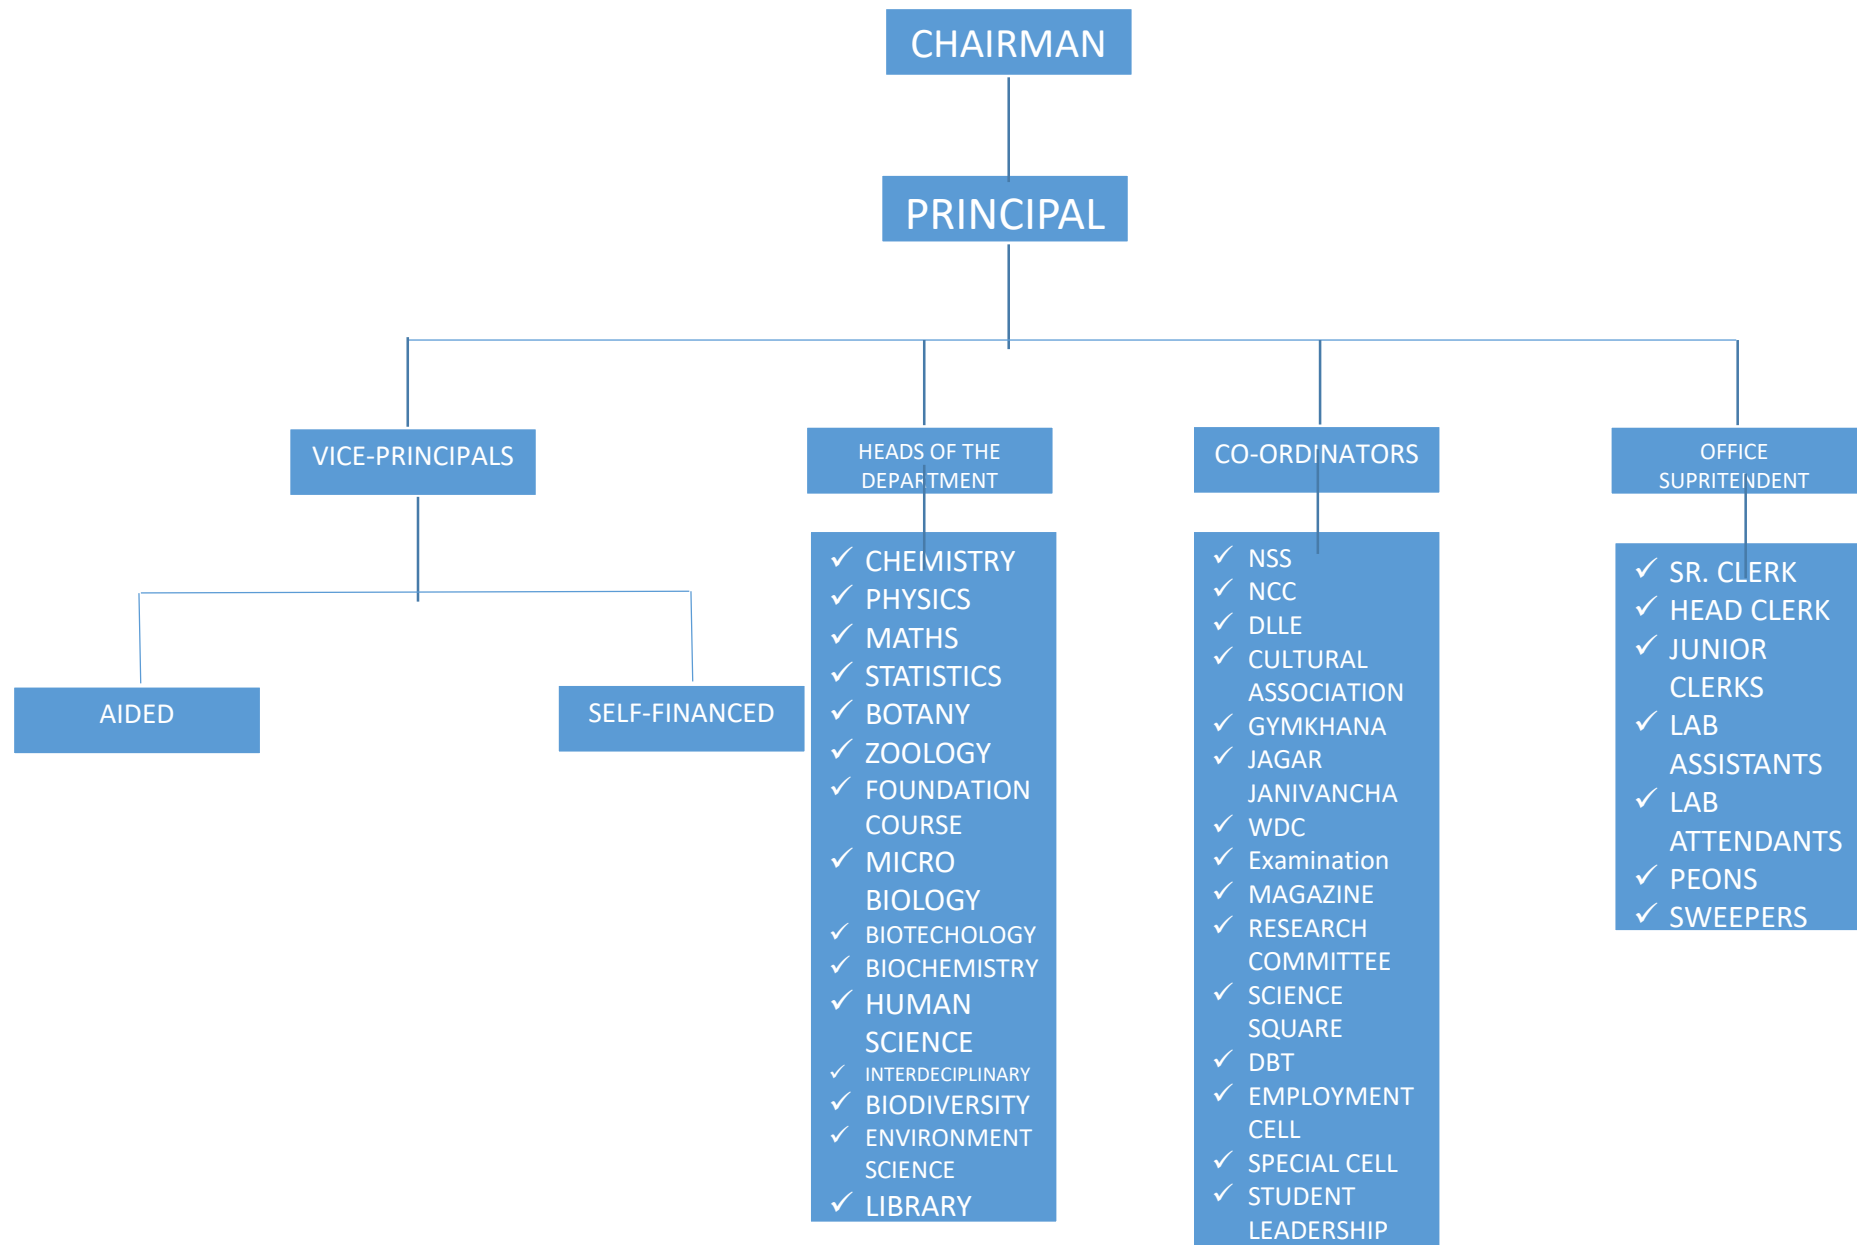 CHAIRMAN
PRINCIPAL
VICE-PRINCIPALS
HEADS OF THE
DEPARTMENT
CO-ORDINATORS
OFFICE
SUPRITENDENT
AIDED
SELF-FINANCED
✓ CHEMISTRY
✓ PHYSICS
✓ MATHS
✓ STATISTICS
✓ BOTANY
✓ ZOOLOGY
✓ FOUNDATION
COURSE
✓ MICRO
BIOLOGY
✓ BIOTECHOLOGY
✓ BIOCHEMISTRY
✓ HUMAN
SCIENCE
✓ INTERDECIPLINARY
✓ BIODIVERSITY
✓ ENVIRONMENT
SCIENCE
✓ LIBRARY
✓ NSS
✓ NCC
✓ DLLE
✓ CULTURAL
ASSOCIATION
✓ GYMKHANA
✓ JAGAR
JANIVANCHA
✓ WDC
✓ Examination
✓ MAGAZINE
✓ RESEARCH
COMMITTEE
✓ SCIENCE
SQUARE
✓ DBT
✓ EMPLOYMENT
CELL
✓ SPECIAL CELL
✓ STUDENT
LEADERSHIP
✓ SR. CLERK
✓ HEAD CLERK
✓ JUNIOR
CLERKS
✓ LAB
ASSISTANTS
✓ LAB
ATTENDANTS
✓ PEONS
✓ SWEEPERS